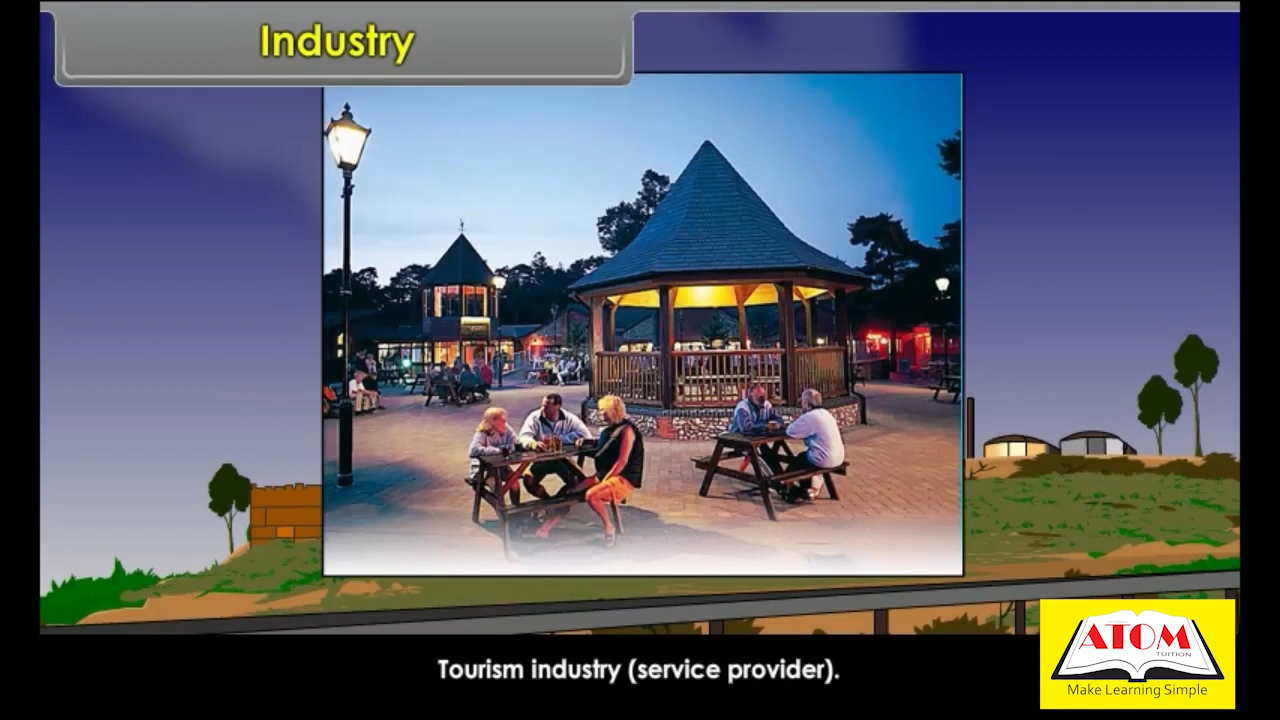 Industry
Tourism industry (service provider).
ATOM
TUITION
Make Learning Simple